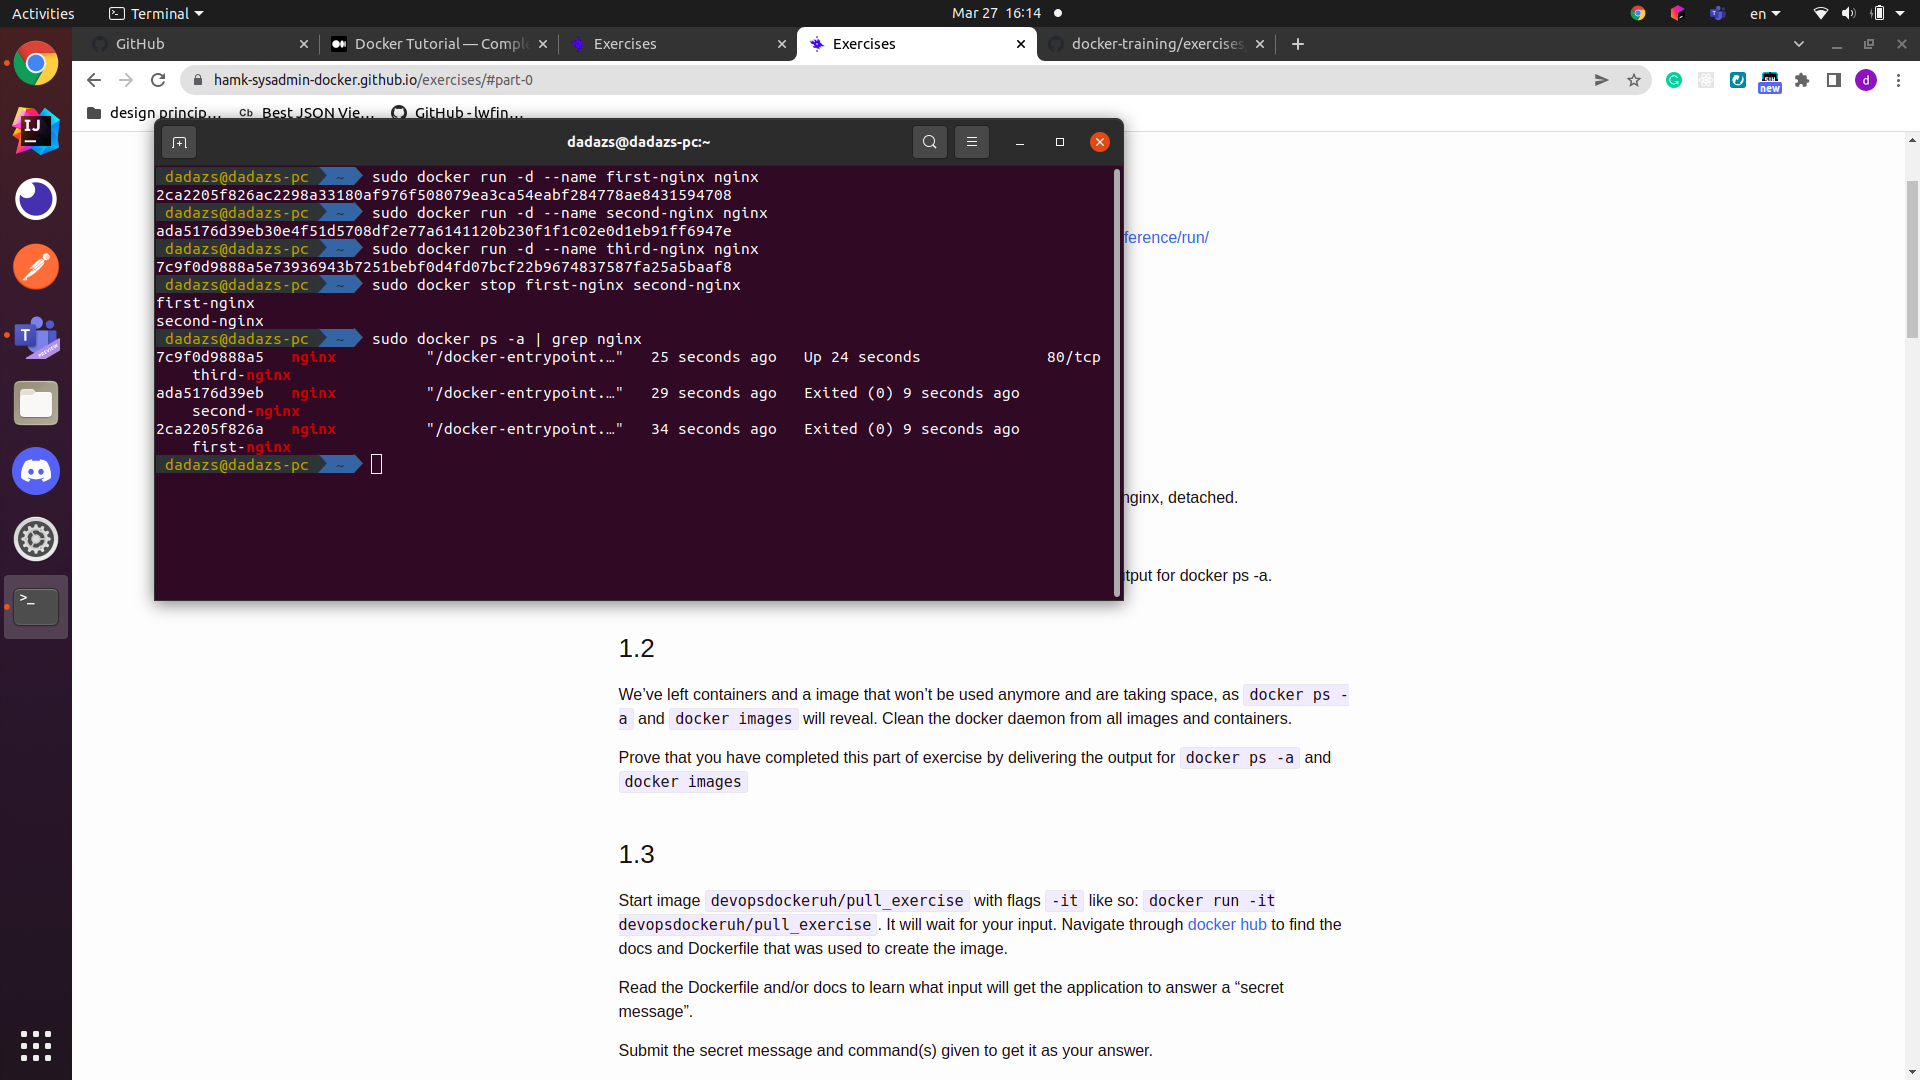 Activities
Terminal
Mar 27 16:14
en
GitHub
Docker Tutorial — Comple
Exercises
Exercises
docker-training/exercises
hamk-sysadmin-docker.github.io/exercises/#part-0
new
d
design princip…
Cb Best JSON Vie…
GitHub - lwfin…
dadazs@dadazs-pc:~
dadazs@dadazs-pc ~ sudo docker run -d --name first-nginx nginx
2ca2205f826ac2298a33180af976f508079ea3ca54eabf284778ae8431594708
dadazs@dadazs-pc ~ sudo docker run -d --name second-nginx nginx
ada5176d39eb30e4f51d5708df2e77a6141120b230f1f1c02e0d1eb91ff6947e
dadazs@dadazs-pc ~ sudo docker run -d --name third-nginx nginx
7c9f0d9888a5e73936943b7251bebf0d4fd07bcf22b9674837587fa25a5baaf8
dadazs@dadazs-pc ~ sudo docker stop first-nginx second-nginx
first-nginx
second-nginx
dadazs@dadazs-pc ~ sudo docker ps -a | grep nginx
7c9f0d9888a5 nginx "/docker-entrypoint.…" 25 seconds ago Up 24 seconds 80/tcp
third-nginx
ada5176d39eb nginx "/docker-entrypoint.…" 29 seconds ago Exited (0) 9 seconds ago
second-nginx
2ca2205f826a nginx "/docker-entrypoint.…" 34 seconds ago Exited (0) 9 seconds ago
first-nginx
dadazs@dadazs-pc ~
ference/run/
nginx, detached.
utput for docker ps -a.
1.2
We’ve left containers and a image that won’t be used anymore and are taking space, as docker ps -
a and docker images will reveal. Clean the docker daemon from all images and containers.
Prove that you have completed this part of exercise by delivering the output for docker ps -a and
docker images
1.3
Start image devopsdockeruh/pull_exercise with flags -it like so: docker run -it
devopsdockeruh/pull_exercise . It will wait for your input. Navigate through docker hub to find the
docs and Dockerfile that was used to create the image.
Read the Dockerfile and/or docs to learn what input will get the application to answer a “secret
message”.
Submit the secret message and command(s) given to get it as your answer.